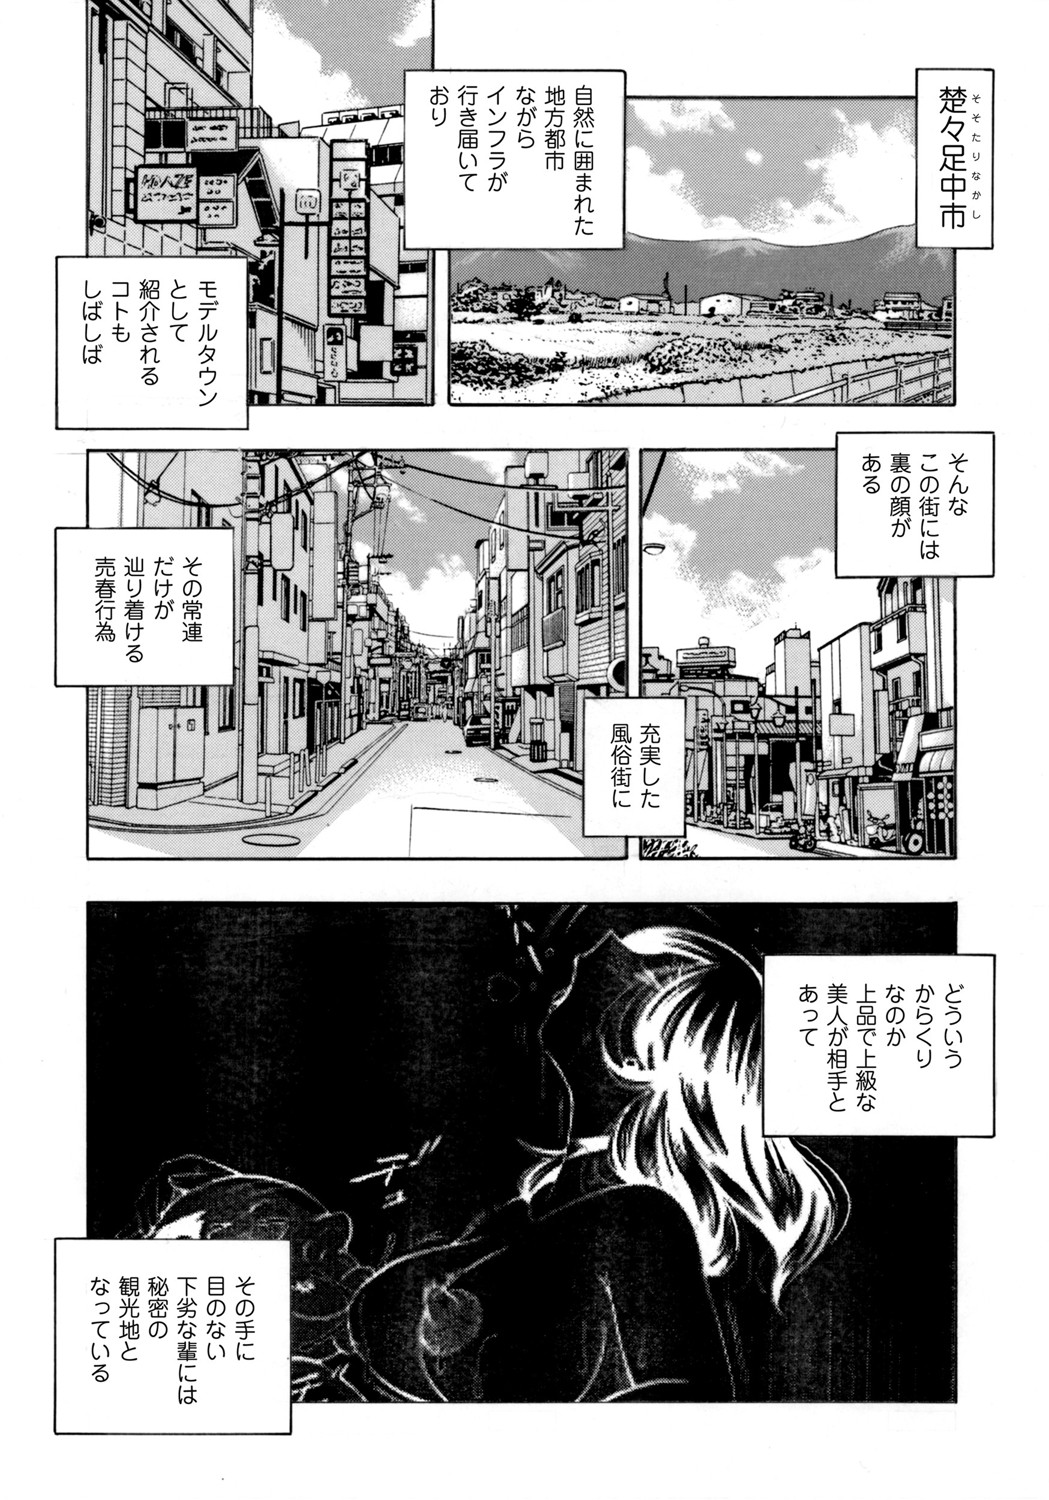 楚々足中市
そそたりなかし
自然に囲まれた
地方都市
ながら
インフラが
行き届いて
おり
モデルタウン
として
紹介される
コトも
しばしば
そんな
この街には
裏の顔が
ある
充実した
風俗街に
その常連
だけが
辿り着ける
売春行為
どういう
からくり
なのか
上品で上級な
美人が相手と
あって
その手に
目のない
下劣な輩には
秘密の
観光地と
なっている